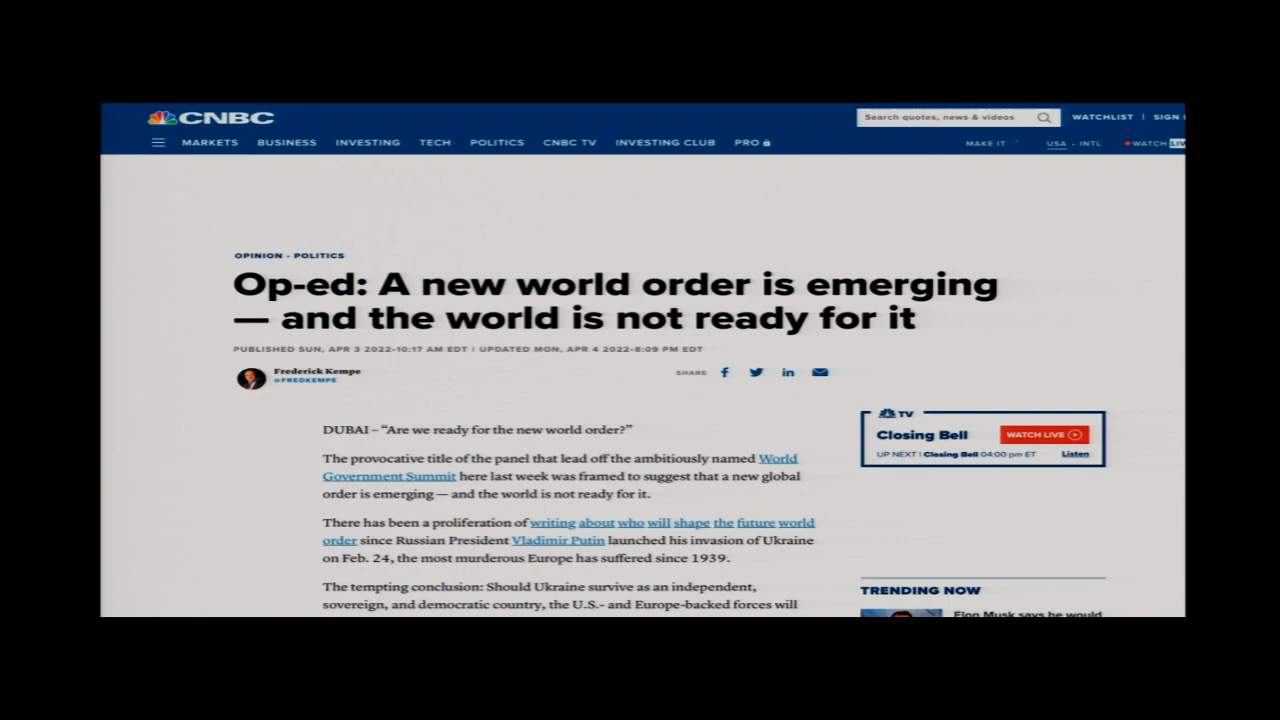 CNBC
Search quotes, news & videos
WATCHLIST | SIGN
MARKETS BUSINESS INVESTING TECH POLITICS CNBC TV INVESTING CLUB PRO
MAKE IT USA - INTL WATCH LIV
OPINION - POLITICS
Op-ed: A new world order is emerging
— and the world is not ready for it
PUBLISHED SUN, APR 3 2022-10:17 AM EDT | UPDATED MON, APR 4 2022-8:09 PM EDT
Frederick Kempe
@FREDKEMPE
SHARE
DUBAI – “Are we ready for the new world order?”
The provocative title of the panel that lead off the ambitiously named World
Government Summit here last week was framed to suggest that a new global
order is emerging — and the world is not ready for it.
There has been a proliferation of writing about who will shape the future world
order since Russian President Vladimir Putin launched his invasion of Ukraine
on Feb. 24, the most murderous Europe has suffered since 1939.
The tempting conclusion: Should Ukraine survive as an independent,
sovereign, and democratic country, the U.S.- and Europe-backed forces will
TV
Closing Bell
WATCH LIVE
UP NEXT | Closing Bell 04:00 pm ET
Listen
TRENDING NOW
Elon Musk says he would